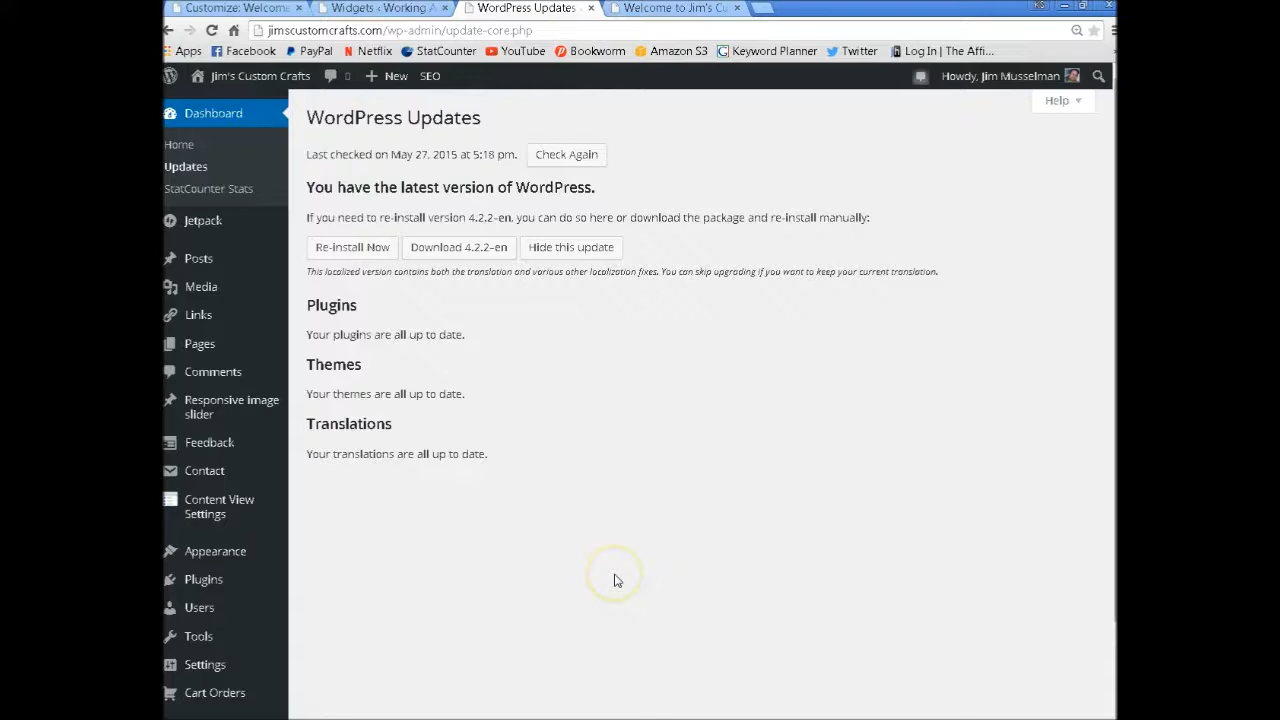 Customize: Welcome
Widgets ‹ Working A
WordPress Updates
Welcome to Jim's Cu
jimscustomcrafts.com/wp-admin/update-core.php
Apps Facebook PayPal Netflix StatCounter YouTube Bookworm Amazon S3 Keyword Planner Twitter Log In | The Affi...
Jim's Custom Crafts 0 New SEO Howdy, Jim Musselman
Help
Dashboard
Home
Updates
StatCounter Stats
Jetpack
Posts
Media
Links
Pages
Comments
Responsive image
slider
Feedback
Contact
Content View
Settings
Appearance
Plugins
Users
Tools
Settings
Cart Orders
WordPress Updates
Last checked on May 27, 2015 at 5:18 pm. Check Again
You have the latest version of WordPress.
If you need to re-install version 4.2.2–en, you can do so here or download the package and re-install manually:
Re-install Now Download 4.2.2–en Hide this update
This localized version contains both the translation and various other localization fixes. You can skip upgrading if you want to keep your current translation.
Plugins
Your plugins are all up to date.
Themes
Your themes are all up to date.
Translations
Your translations are all up to date.